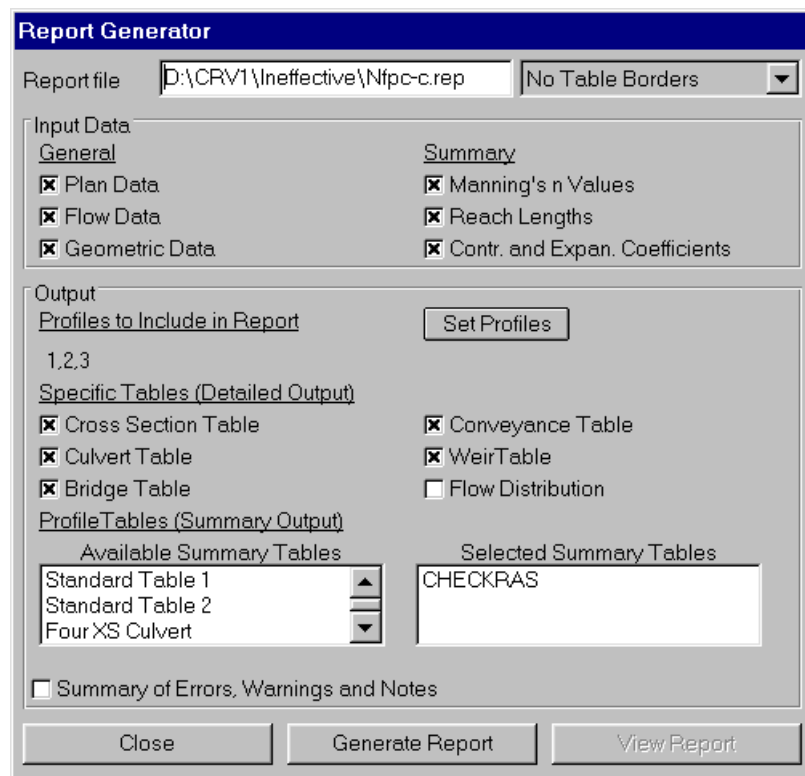 Report Generator
Report file D:\CRV1\Ineffective\Nfpc-c.rep No Table Borders
Input Data
General Summary
Plan Data Manning's n Values
Flow Data Reach Lengths
Geometric Data Contr. and Expan. Coefficients
Output
Profiles to Include in Report Set Profiles
1,2,3
Specific Tables (Detailed Output)
Cross Section Table Conveyance Table
Culvert Table WeirTable
Bridge Table Flow Distribution
ProfileTables (Summary Output)
Available Summary Tables Selected Summary Tables
Standard Table 1 CHECKRAS
Standard Table 2
Four XS Culvert
Summary of Errors, Warnings and Notes
Close Generate Report View Report